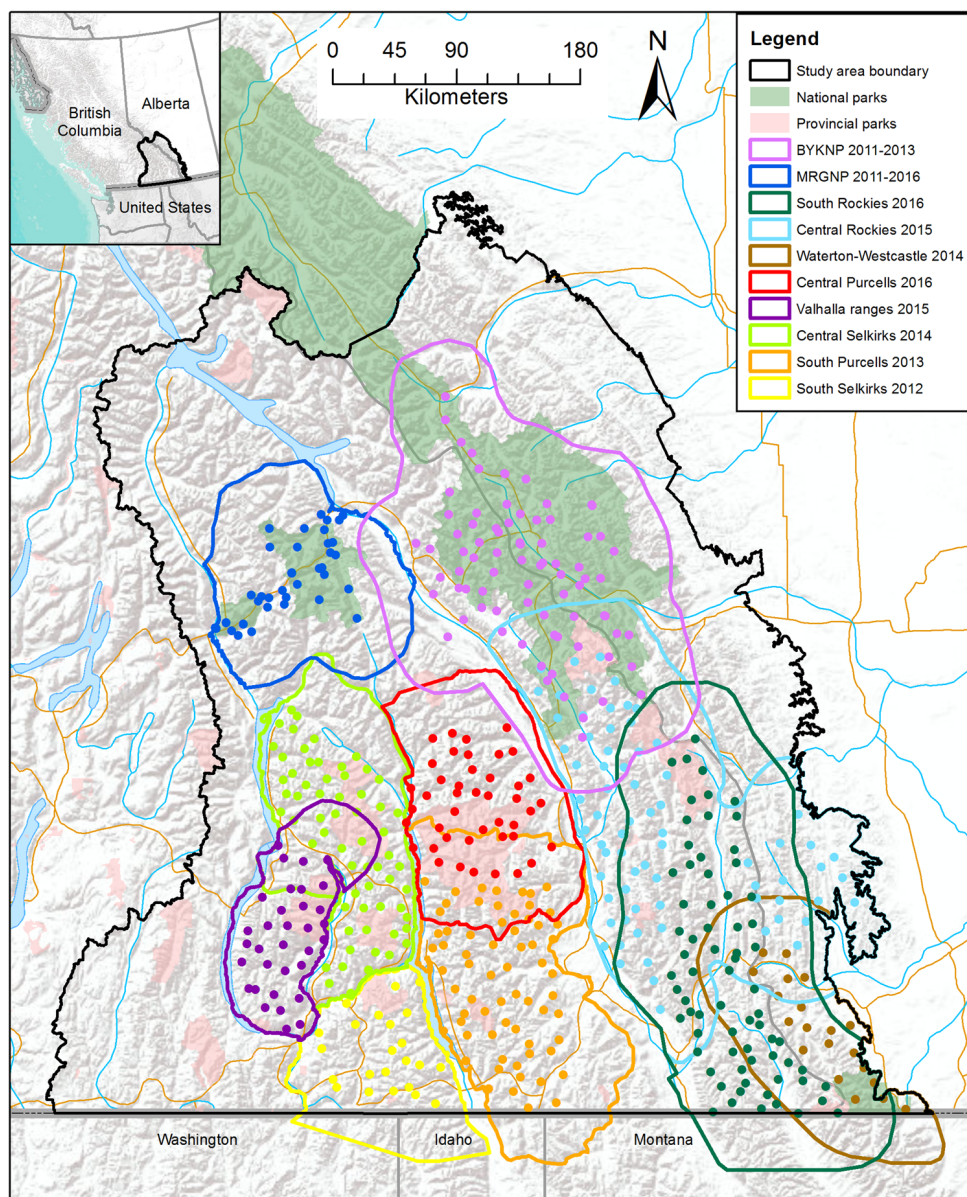 British
Columbia
Alberta
United States
0 45 90 180
Kilometers
N
Legend
Study area boundary
National parks
Provincial parks
BYKNP 2011-2013
MRGNP 2011-2016
South Rockies 2016
Central Rockies 2015
Waterton-Westcastle 2014
Central Purcells 2016
Valhalla ranges 2015
Central Selkirks 2014
South Purcells 2013
South Selkirks 2012
Washington
Idaho
Montana